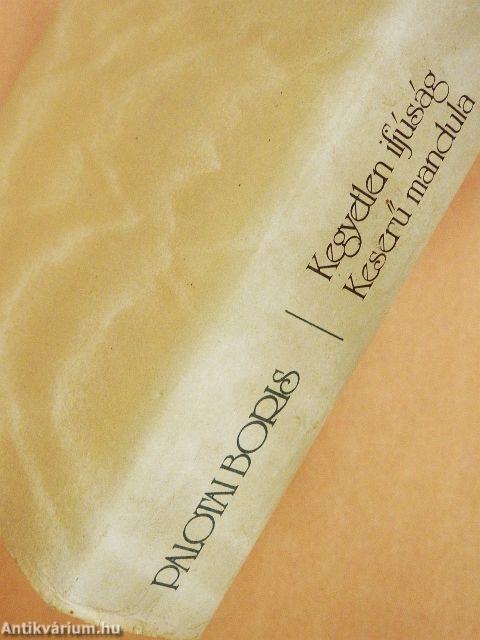 PALOTAI BORIS
Kegyetlen ifjúság
Keserű mandula
Antikvárium.hu